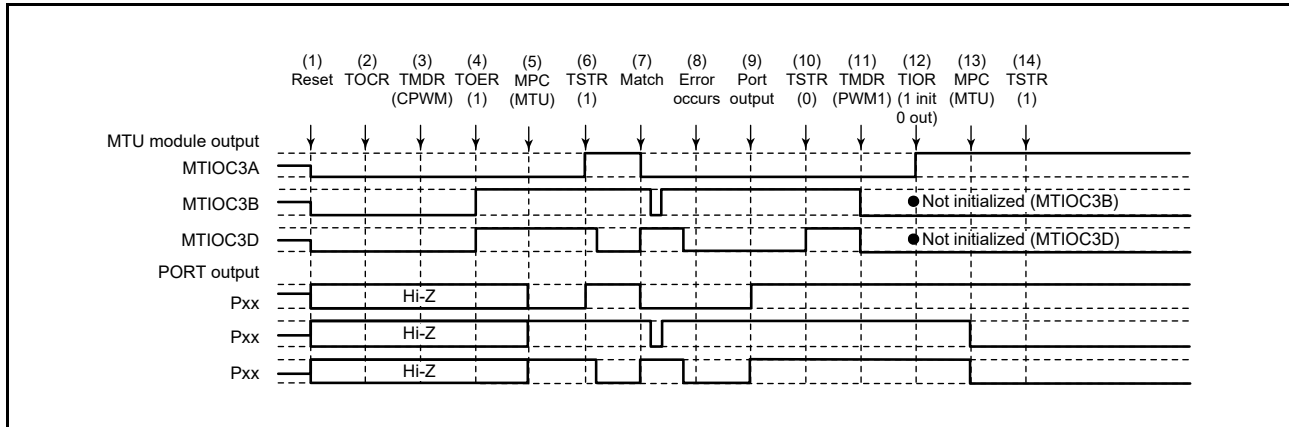 (1) (2) (3) (4) (5) (6) (7) (8) (9) (10) (11) (12) (13) (14)
Reset TOCR TMDR TOER MPC TSTR Match Error Port TSTR TMDR TIOR MPC TSTR
(CPWM) (1) (MTU) (1) occurs output (0) (PWM1) (1 init (MTU) (1)
0 out)
MTU module output
MTIOC3A
MTIOC3B Not initialized (MTIOC3B)
MTIOC3D Not initialized (MTIOC3D)
PORT output
Pxx Hi-Z
Pxx Hi-Z
Pxx Hi-Z